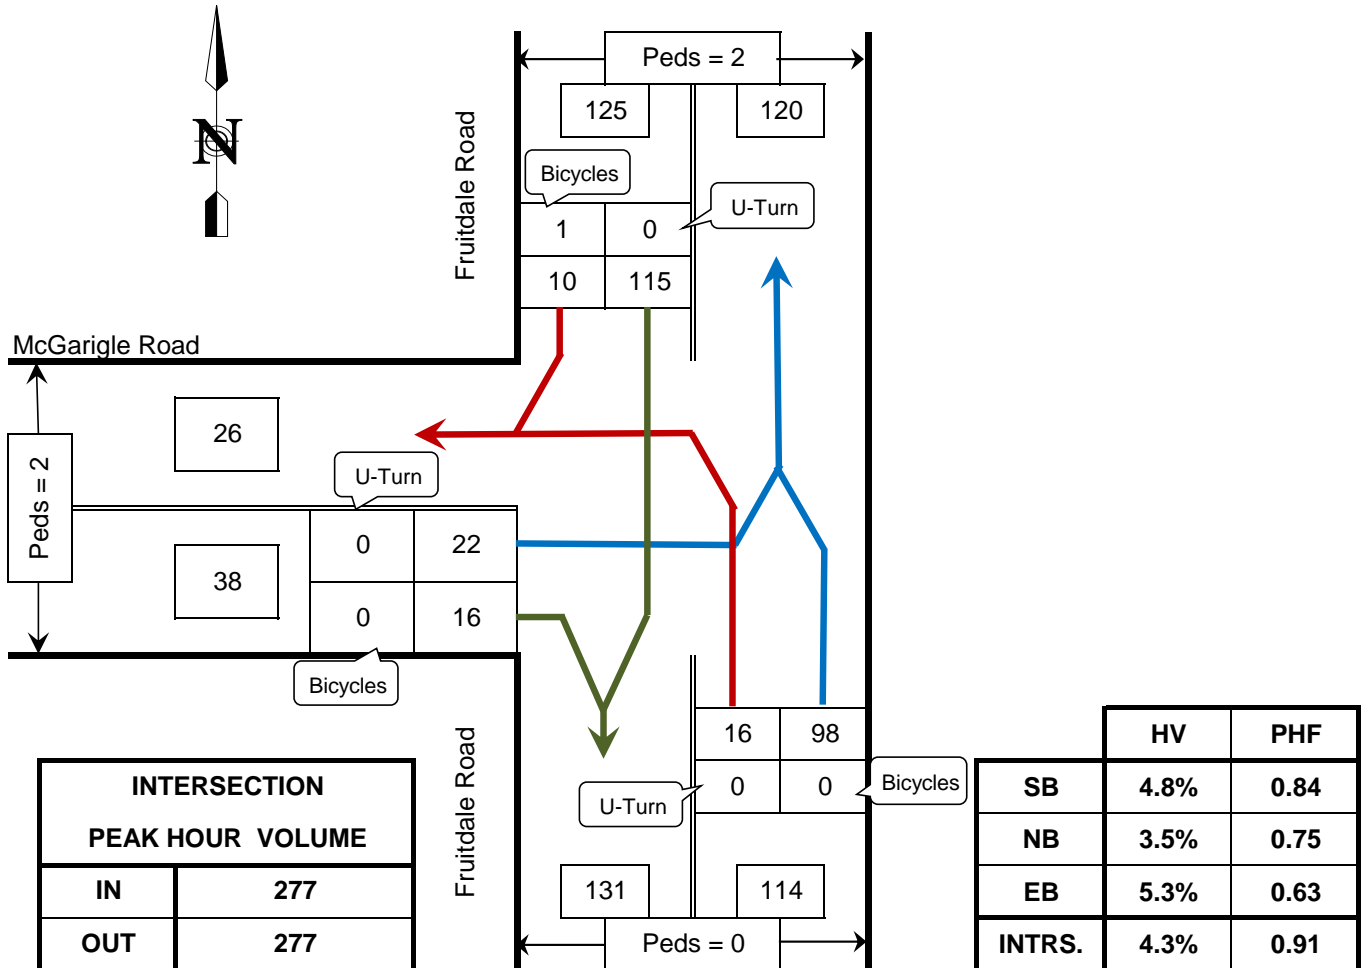 Peds = 2
125
120
Fruitdale Road
Bicycles
U-Turn
1
0
10
115
McGarigle Road
N
26
Peds = 2
U-Turn
0
22
38
0
16
Bicycles
16
98
0
0
U-Turn
Bicycles
Fruitdale Road
131
114
Peds = 0
INTERSECTION
PEAK HOUR VOLUME
IN 277
OUT 277
HV PHF
SB 4.8% 0.84
NB 3.5% 0.75
EB 5.3% 0.63
INTRS. 4.3% 0.91